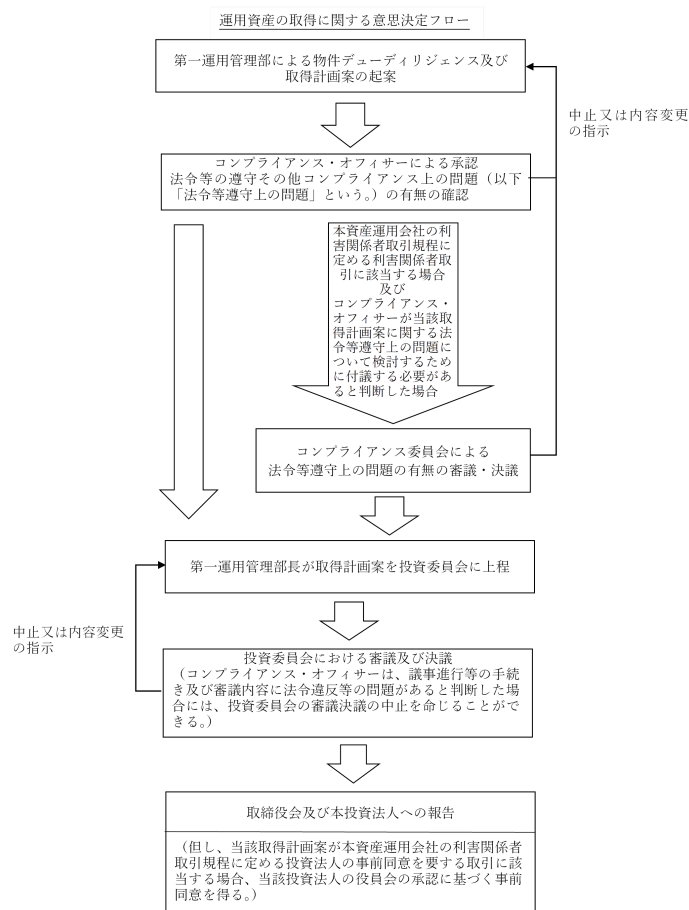 運用資産の取得に関する意思決定フロー
第一運用管理部による物件デューディリジェンス及び
取得計画案の起案
中止又は内容変更
の指示
コンプライアンス・オフィサーによる承認
法令等の遵守その他コンプライアンス上の問題（以下
「法令等遵守上の問題」という。）の有無の確認
本資産運用会社の利
害関係者取引規程に
定める利害関係者取
引に該当する場合
及び
コンプライアンス・
オフィサーが当該取
得計画案に関する法
令等遵守上の問題に
ついて検討するため
に付議する必要があ
ると判断した場合
コンプライアンス委員会による
法令等遵守上の問題の有無の審議・決議
第一運用管理部長が取得計画案を投資委員会に上程
中止又は内容変更
の指示
投資委員会における審議及び決議
（コンプライアンス・オフィサーは、議事進行等の手続
き及び審議内容に法令違反等の問題があると判断した場
合には、投資委員会の審議決議の中止を命じることがで
きる。）
取締役会及び本投資法人への報告
（但し、当該取得計画案が本資産運用会社の利害関係者
取引規程に定める投資法人の事前同意を要する取引に該
当する場合、当該投資法人の役員会の承認に基づく事前
同意を得る。）